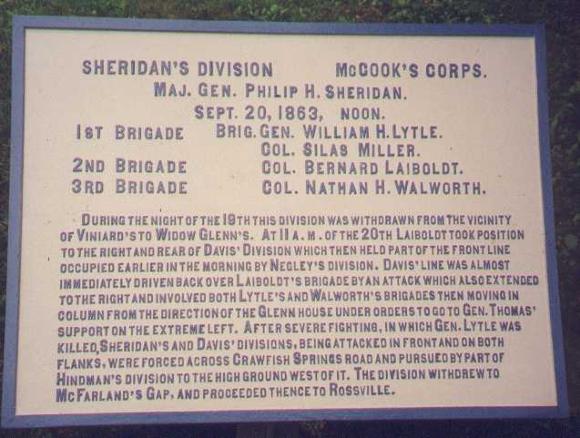 SHERIDAN'S DIVISION McCOOK'S CORPS.
MAJ. GEN. PHILIP H. SHERIDAN.
SEPT. 20, 1863, NOON.
1ST BRIGADE BRIG. GEN. WILLIAM H. LYTLE.
COL. SILAS MILLER.
2ND BRIGADE COL. BERNARD LAIBOLDT.
3RD BRIGADE COL. NATHAN H. WALWORTH.
DURING THE NIGHT OF THE 19TH THIS DIVISION WAS WITHDRAWN FROM THE VICINITY
OF VINIARD'S TO WIDOW GLENN'S. AT 11 A.M. OF THE 20TH LAIBOLDT TOOK POSITION
TO THE RIGHT AND REAR OF DAVIS' DIVISION WHICH THEN HELD PART OF THE FRONT LINE
OCCUPIED EARLIER IN THE MORNING BY NEGLEY'S DIVISION. DAVIS' LINE WAS ALMOST
IMMEDIATELY DRIVEN BACK OVER LAIBOLDT'S BRIGADE BY AN ATTACK WHICH ALSO EXTENDED
TO THE RIGHT AND INVOLVED BOTH LYTLE'S AND WALWORTH'S BRIGADES THEN MOVING IN
COLUMN FROM THE DIRECTION OF THE GLENN HOUSE UNDER ORDERS TO GO TO GEN. THOMAS'
SUPPORT ON THE EXTREME LEFT. AFTER SEVERE FIGHTING, IN WHICH GEN. LYTLE WAS
KILLED, SHERIDAN'S AND DAVIS' DIVISIONS, BEING ATTACKED IN FRONT AND ON BOTH
FLANKS, WERE FORCED ACROSS CRAWFISH SPRINGS ROAD AND PURSUED BY PART OF
HINDMAN'S DIVISION TO THE HIGH GROUND WEST OF IT. THE DIVISION WITHDREW TO
McFARLAND'S GAP, AND PROCEEDED THENCE TO ROSSVILLE.